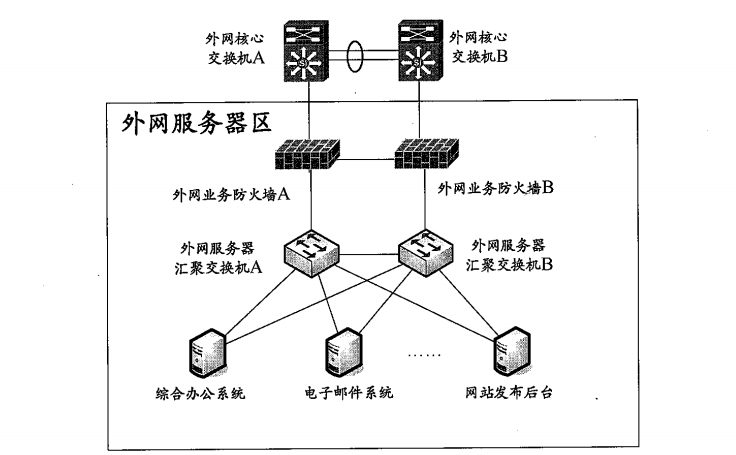 外网核心
交换机A
外网核心
交换机B
外网服务器区
外网业务防火墙A
外网业务防火墙B
外网服务器
汇聚交换机A
外网服务器
汇聚交换机B
……
综合办公系统
电子邮件系统
网站发布后台